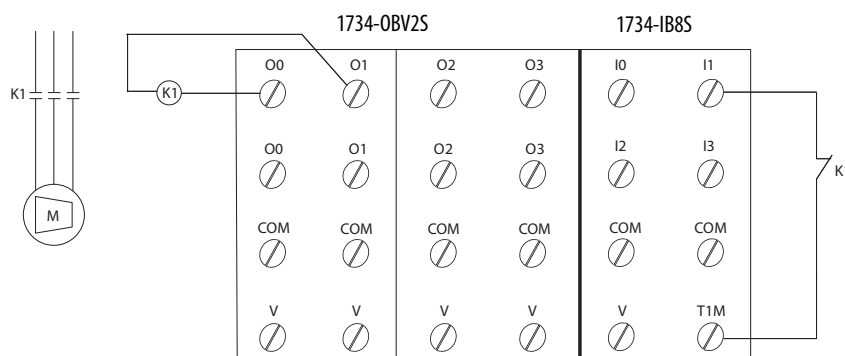 1734-OBV2S 1734-IB8S
O0 O1 O2 O3 I0 I1
K1 K1
O0 O1 O2 O3 I2 I3
K1
M
COM COM COM COM COM COM
V V V V V T1M